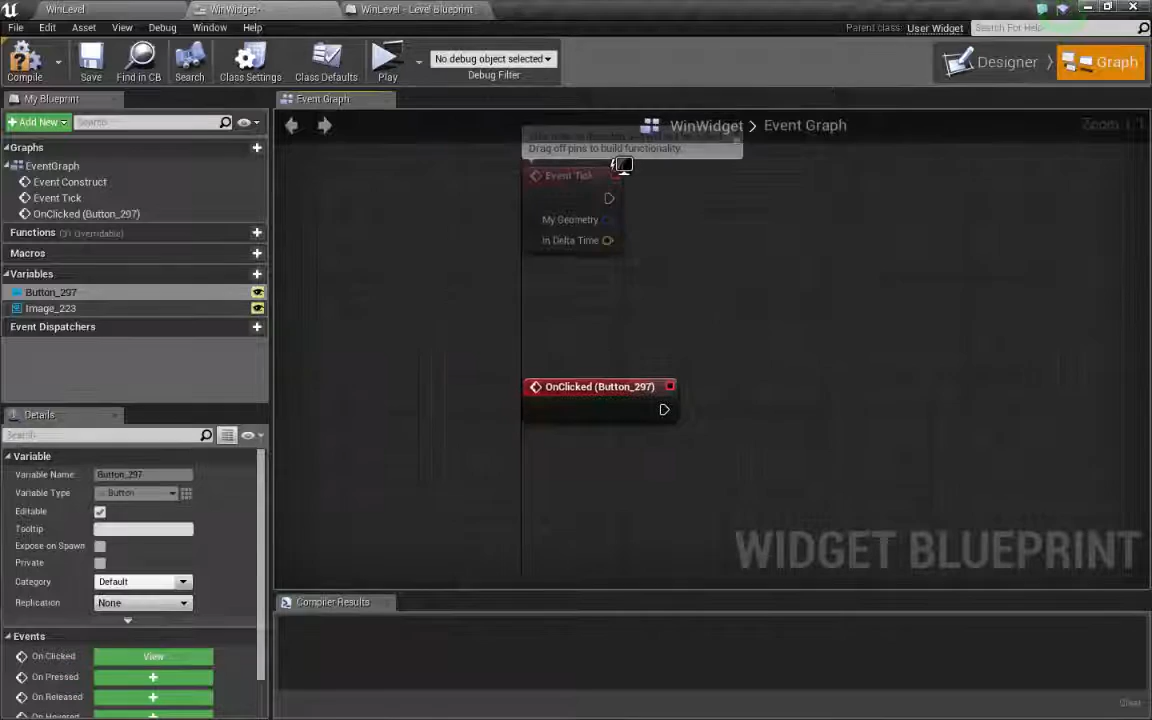 WinLevel
WinWidget*
WinLevel - Level Blueprint
File Edit Asset View Debug Window Help
Parent class: User Widget
Search For Help
Compile
Save
Find in CB
Search
Class Settings
Class Defaults
Play
No debug object selected
Debug Filter
Designer
Graph
My Blueprint
Event Graph
Add New
Search
WinWidget > Event Graph
Zoom 1:1
Drag off pins to build functionality.
Graphs
EventGraph
Event Construct
Event Tick
OnClicked (Button_297)
Functions
Macros
Variables
Button_297
Image_223
Event Dispatchers
Event Tick
My Geometry
In Delta Time
OnClicked (Button_297)
WIDGET BLUEPRINT
Details
Search
Variable
Variable Name Button_297
Variable Type Button
Editable
Tooltip
Expose on Spawn
Private
Category Default
Replication None
Events
On Clicked View
On Pressed
On Released
On Hovered
Compiler Results
Clear